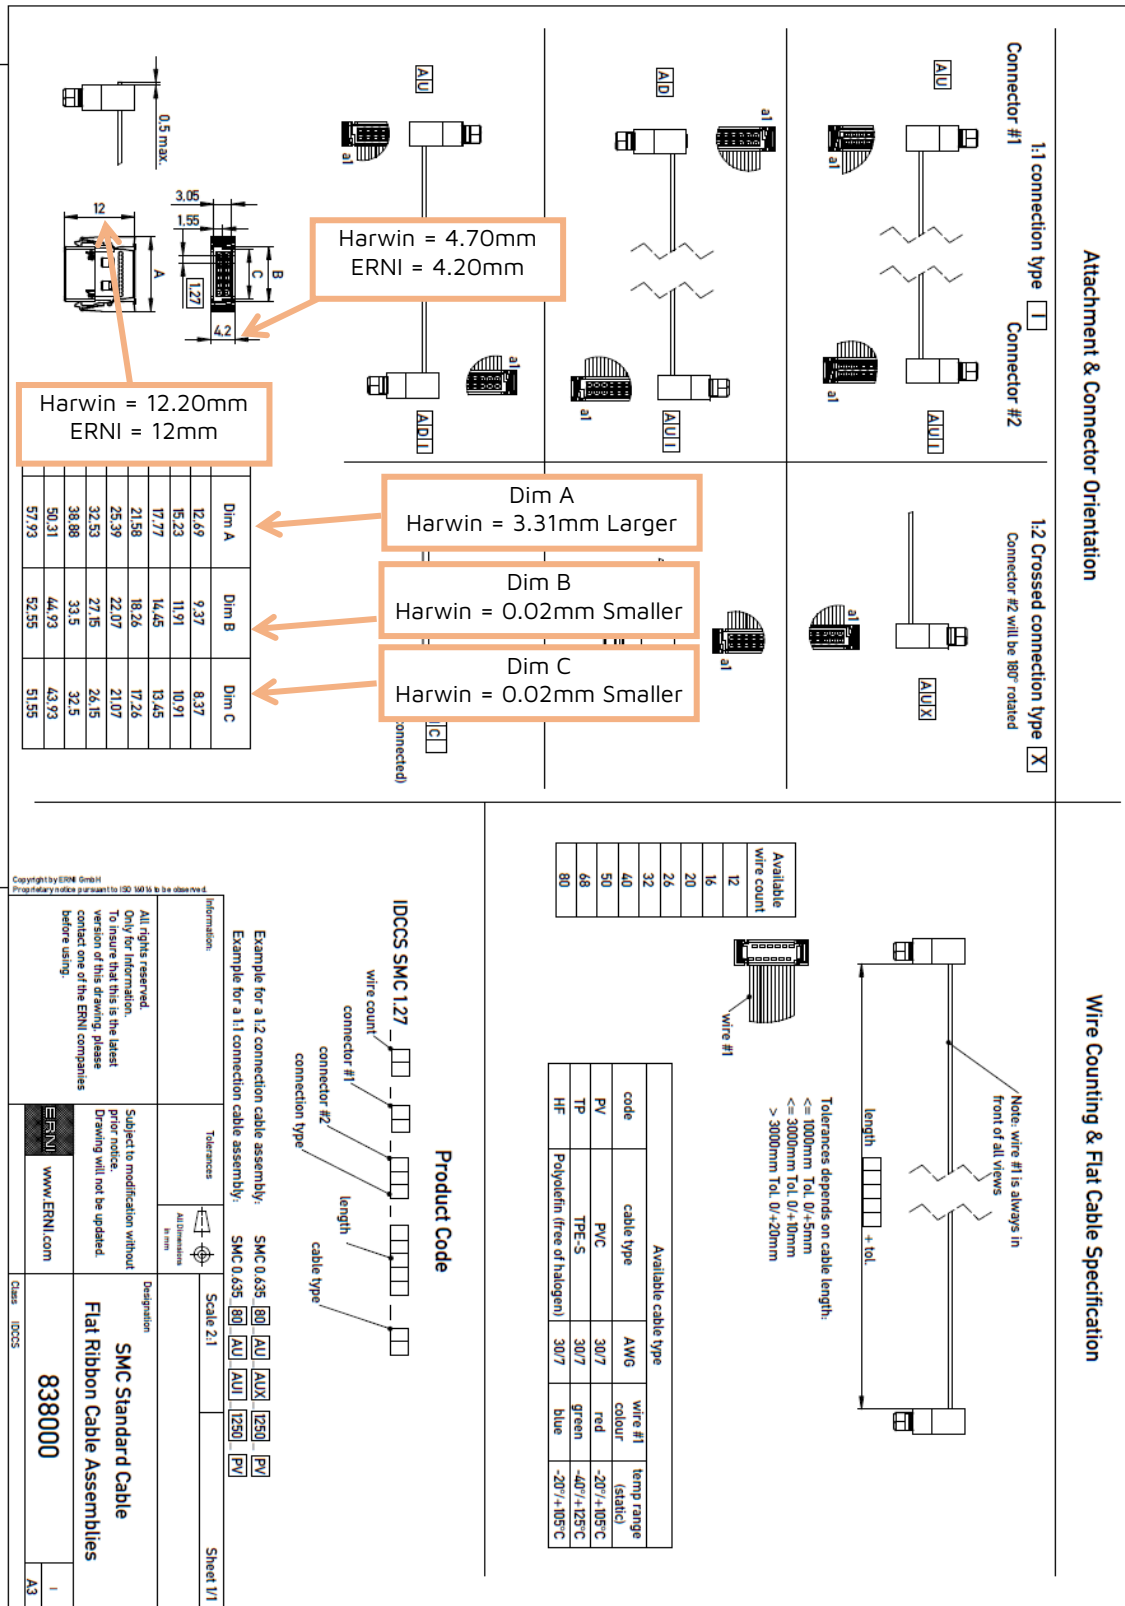 Attachment & Connector Orientation
1:1 connection type I
Connector #1
Connector #2
AU
a1
a1
AUI
AD
a1
a1
AUI
AU
a1
a1
ADI
1:2 Crossed connection type X
Connector #2 will be 180° rotated
a1
AUX
a1
C
connected)
0,5 max.
12
A
3,05
1,55
1.27
B
C
4,2
Harwin = 4.70mm
ERNI = 4.20mm
Harwin = 12.20mm
ERNI = 12mm
Dim A
Harwin = 3.31mm Larger
Dim B
Harwin = 0.02mm Smaller
Dim C
Harwin = 0.02mm Smaller
Dim A Dim B Dim C
12,69 9,37 8,37
15,23 11,91 10,91
17,77 14,45 13,45
21,58 18,26 17,26
25,39 22,07 21,07
32,53 27,15 26,15
38,88 33,5 32,5
50,31 44,93 43,93
57,93 52,55 51,55
Wire Counting & Flat Cable Specification
Note: wire #1 is always in
front of all views
length + tol.
Tolerances depends on cable length:
<= 1000mm Tol. 0/+5mm
<= 3000mm Tol. 0/+10mm
> 3000mm Tol. 0/+20mm
wire #1
Available
wire count
12
16
20
26
32
40
50
68
80
Available cable type
code cable type AWG wire #1 colour temp range (static)
PV PVC 30/7 red -20°/+105°C
TP TPE-S 30/7 green -40°/+125°C
HF Polyolefin (free of halogen) 30/7 blue -20°/+105°C
Product Code
IDCCS SMC 1.27
wire count
connector #1
connector #2
connection type
length
cable type
Example for a 1:2 connection cable assembly: SMC 0.635_80_AU_AUX_1250_PV
Example for a 1:1 connection cable assembly: SMC 0.635_80_AU_AUI_1250_PV
Information:
Tolerances
All Dimensions
in mm
Scale 2:1
Sheet 1/1
All rights reserved.
Only for Information.
To insure that this is the latest
version of this drawing, please
contact one of the ERNI companies
before using.
Subject to modification without
prior notice.
Drawing will not be updated.
Designation
SMC Standard Cable
Flat Ribbon Cable Assemblies
ERNI
www.ERNI.com
838000
I
A3
Class IDCCS
Copyright by ERNI GmbH
Proprietary notice pursuant to ISO 16016 to be observed.